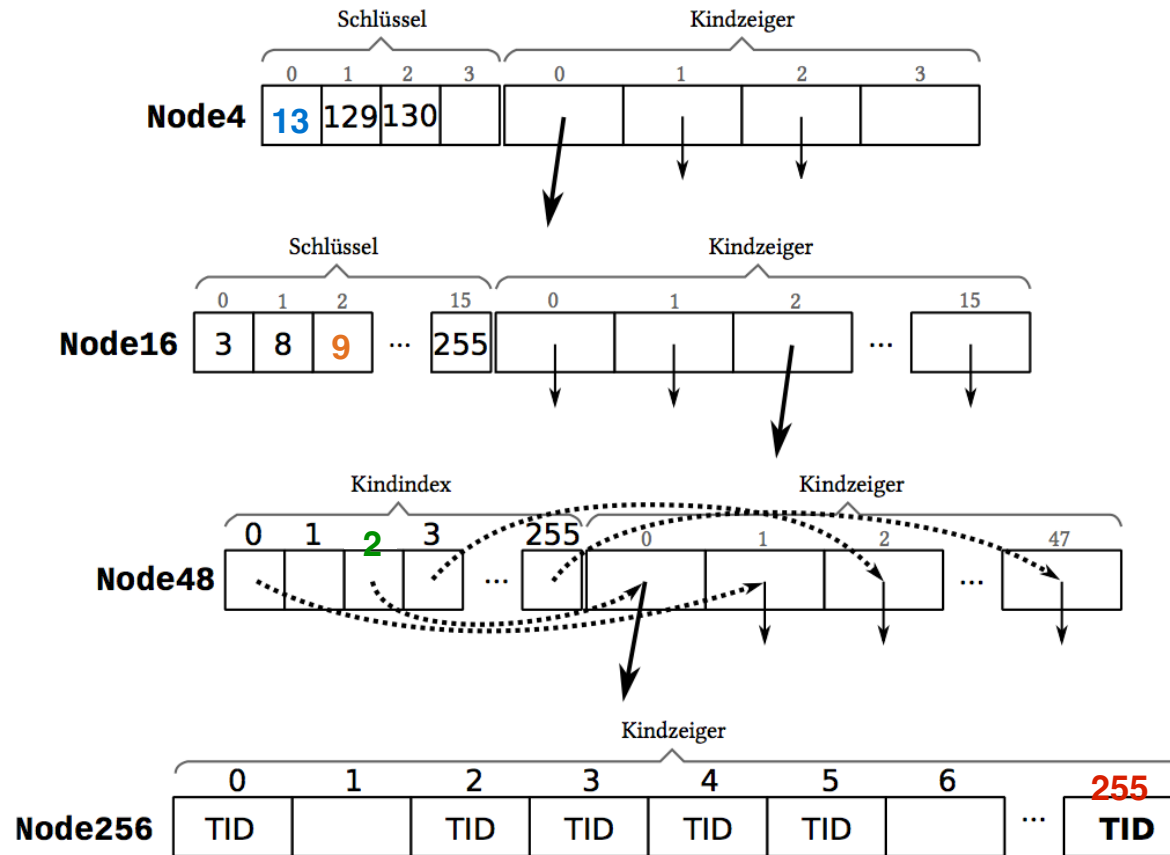 Schlüssel Kindzeiger
0 1 2 3 0 1 2 3
Node4 13 129 130
Schlüssel Kindzeiger
0 1 2 15 0 1 2 15
Node16 3 8 9 ... 255 ...
Kindindex Kindzeiger
0 1 2 3 255 0 1 2 47
Node48 ... ...
Kindzeiger
0 1 2 3 4 5 6 255
Node256 TID TID TID TID TID ... TID